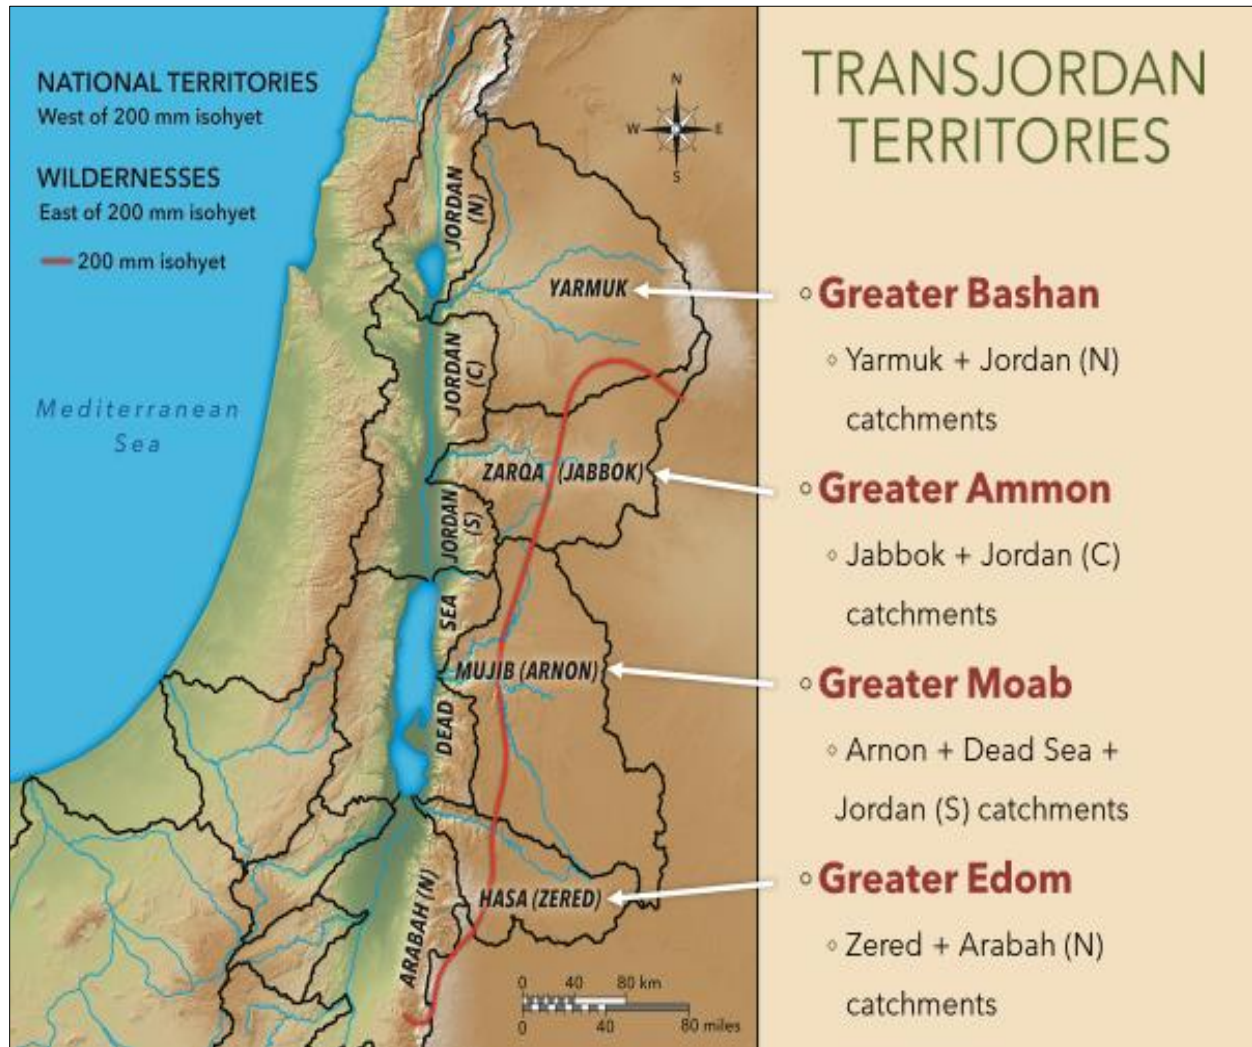 NATIONAL TERRITORIES
West of 200 mm isohyet
WILDERNESSES
East of 200 mm isohyet
200 mm isohyet
Mediterranean
Sea
N
W
E
S
JORDAN
(N)
YARMUK
JORDAN
(C)
ZARQA (JABBOK)
JORDAN
(S)
SEA
MUJIB (ARNON)
DEAD
HASA (ZERED)
ARABAH (N)
0 40 80 km
0 40 80 miles
TRANSJORDAN
TERRITORIES
Greater Bashan
Yarmuk + Jordan (N)
catchments
Greater Ammon
Jabbok + Jordan (C)
catchments
Greater Moab
Arnon + Dead Sea +
Jordan (S) catchments
Greater Edom
Zered + Arabah (N)
catchments